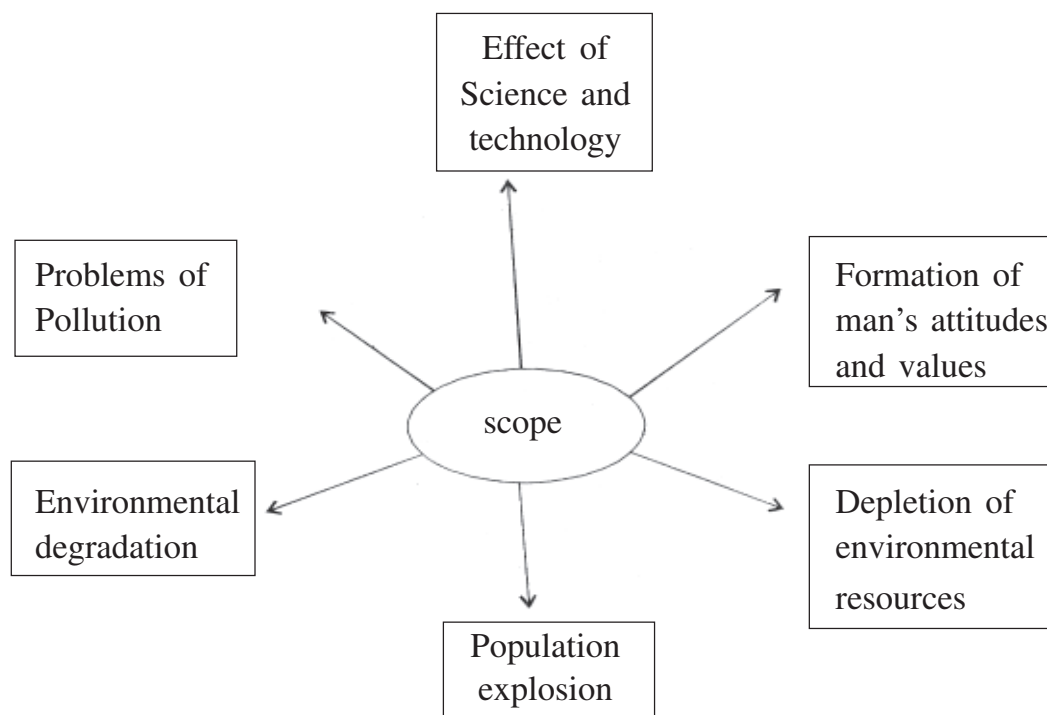 Effect of
Science and
technology
Problems of
Pollution
Formation of
man's attitudes
and values
scope
Environmental
degradation
Depletion of
environmental
resources
Population
explosion